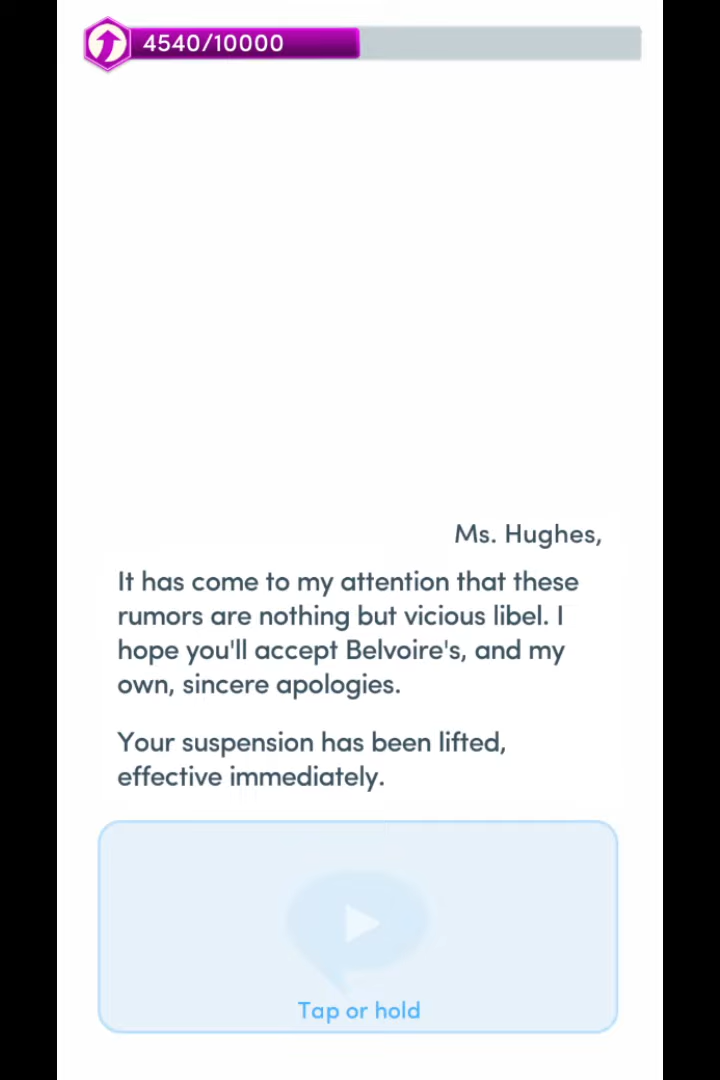 4540/10000
Ms. Hughes,
It has come to my attention that these
rumors are nothing but vicious libel. I
hope you'll accept Belvoire's, and my
own, sincere apologies.
Your suspension has been lifted,
effective immediately.
Tap or hold